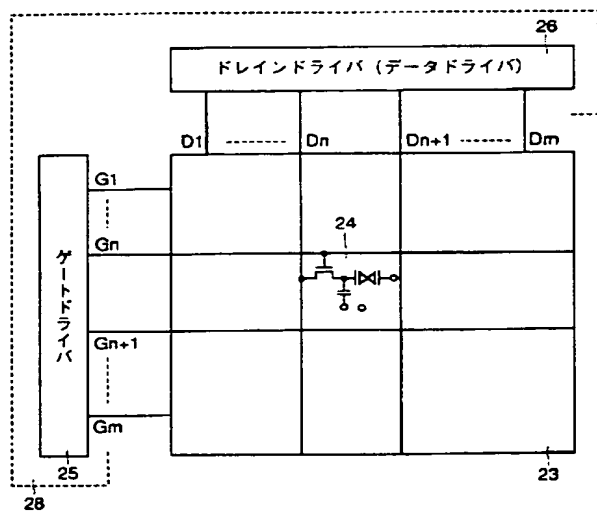 26
ドレインドライバ (データドライバ)
D1 Dn Dn+1 Dm
G1
Gn
24
ゲートドライバ
Gn+1
Gm
25
23
28